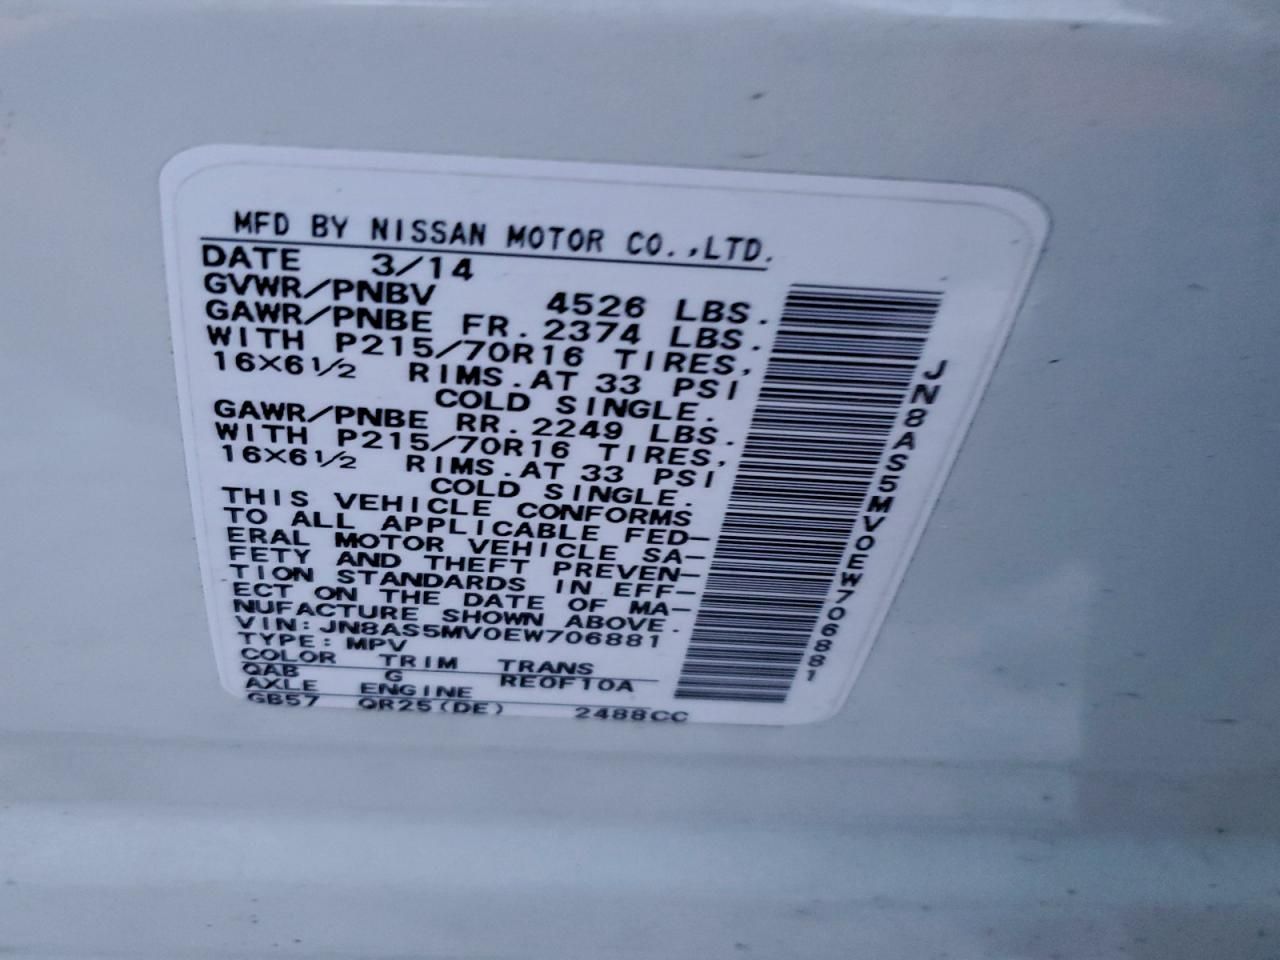 MFD BY NISSAN MOTOR CO.,LTD.
DATE 3/14
GVWR/PNBV 4526 LBS.
GAWR/PNBE FR. 2374 LBS.
WITH P215/70R16 TIRES,
16X6 1/2 RIMS. AT 33 PSI
COLD SINGLE.
GAWR/PNBE RR. 2249 LBS.
WITH P215/70R16 TIRES,
16X6 1/2 RIMS. AT 33 PSI
COLD SINGLE.
THIS VEHICLE CONFORMS
TO ALL APPLICABLE FED-
ERAL MOTOR VEHICLE SA-
FETY AND THEFT PREVEN-
TION STANDARDS IN EFF-
ECT ON THE DATE OF MA-
NUFACTURE SHOWN ABOVE.
VIN: JN8AS5MV0EW706881
TYPE: MPV
COLOR TRIM TRANS
QAB G RE0F10A
AXLE ENGINE
GB57 QR25(DE) 2488CC
JN8AS5MV0EW706881